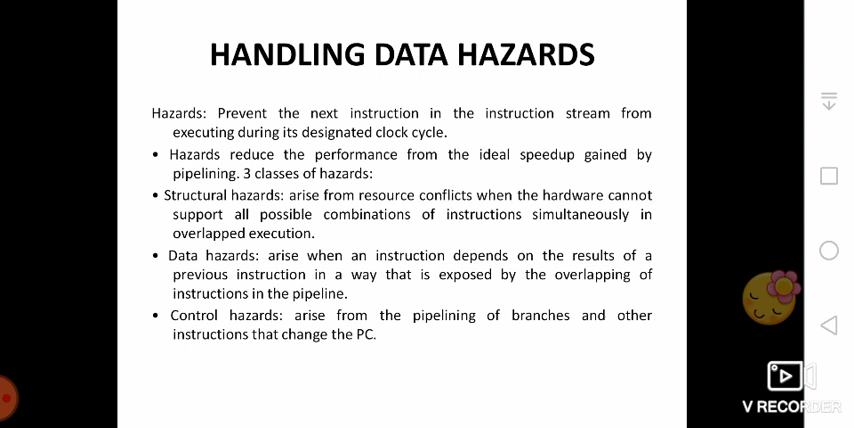 HANDLING DATA HAZARDS
Hazards: Prevent the next instruction in the instruction stream from
executing during its designated clock cycle.
• Hazards reduce the performance from the ideal speedup gained by
pipelining. 3 classes of hazards:
• Structural hazards: arise from resource conflicts when the hardware cannot
support all possible combinations of instructions simultaneously in
overlapped execution.
• Data hazards: arise when an instruction depends on the results of a
previous instruction in a way that is exposed by the overlapping of
instructions in the pipeline.
• Control hazards: arise from the pipelining of branches and other
instructions that change the PC.
V RECORDER